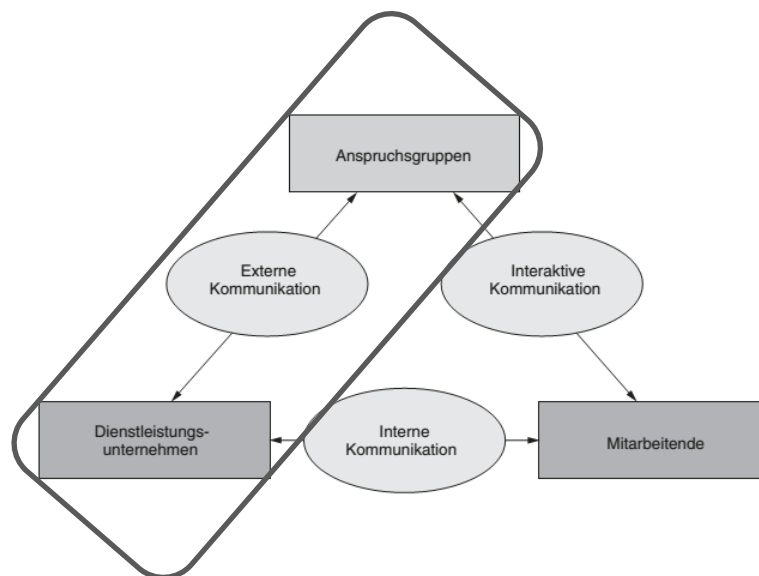 Anspruchsgruppen
Externe
Kommunikation
Interaktive
Kommunikation
Dienstleistungs-
unternehmen
Interne
Kommunikation
Mitarbeitende